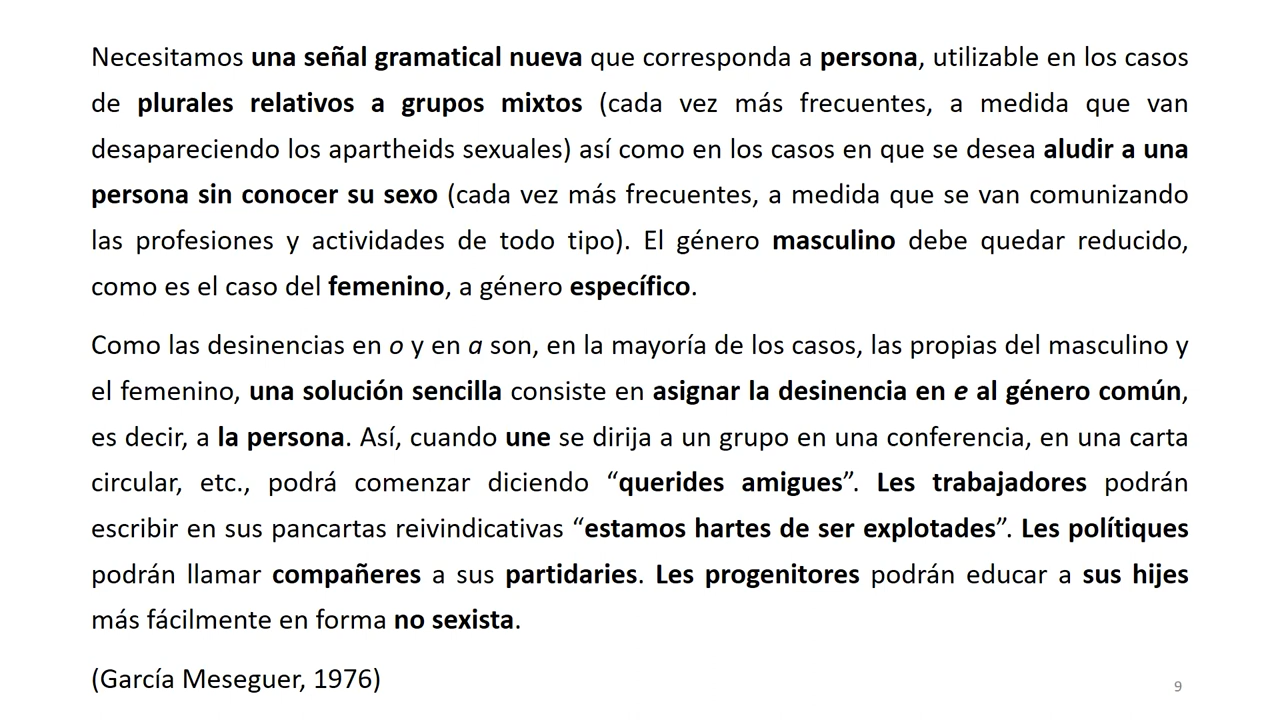 Necesitamos una señal gramatical nueva que corresponda a persona, utilizable en los casos
de plurales relativos a grupos mixtos (cada vez más frecuentes, a medida que van
desapareciendo los apartheids sexuales) así como en los casos en que se desea aludir a una
persona sin conocer su sexo (cada vez más frecuentes, a medida que se van comunizando
las profesiones y actividades de todo tipo). El género masculino debe quedar reducido,
como es el caso del femenino, a género específico.
Como las desinencias en o y en a son, en la mayoría de los casos, las propias del masculino y
el femenino, una solución sencilla consiste en asignar la desinencia en e al género común,
es decir, a la persona. Así, cuando une se dirija a un grupo en una conferencia, en una carta
circular, etc., podrá comenzar diciendo “querides amigues”. Les trabajadores podrán
escribir en sus pancartas reivindicativas “estamos hartes de ser explotades”. Les polítiques
podrán llamar compañeres a sus partidaries. Les progenitores podrán educar a sus hijes
más fácilmente en forma no sexista.
(García Meseguer, 1976)
9